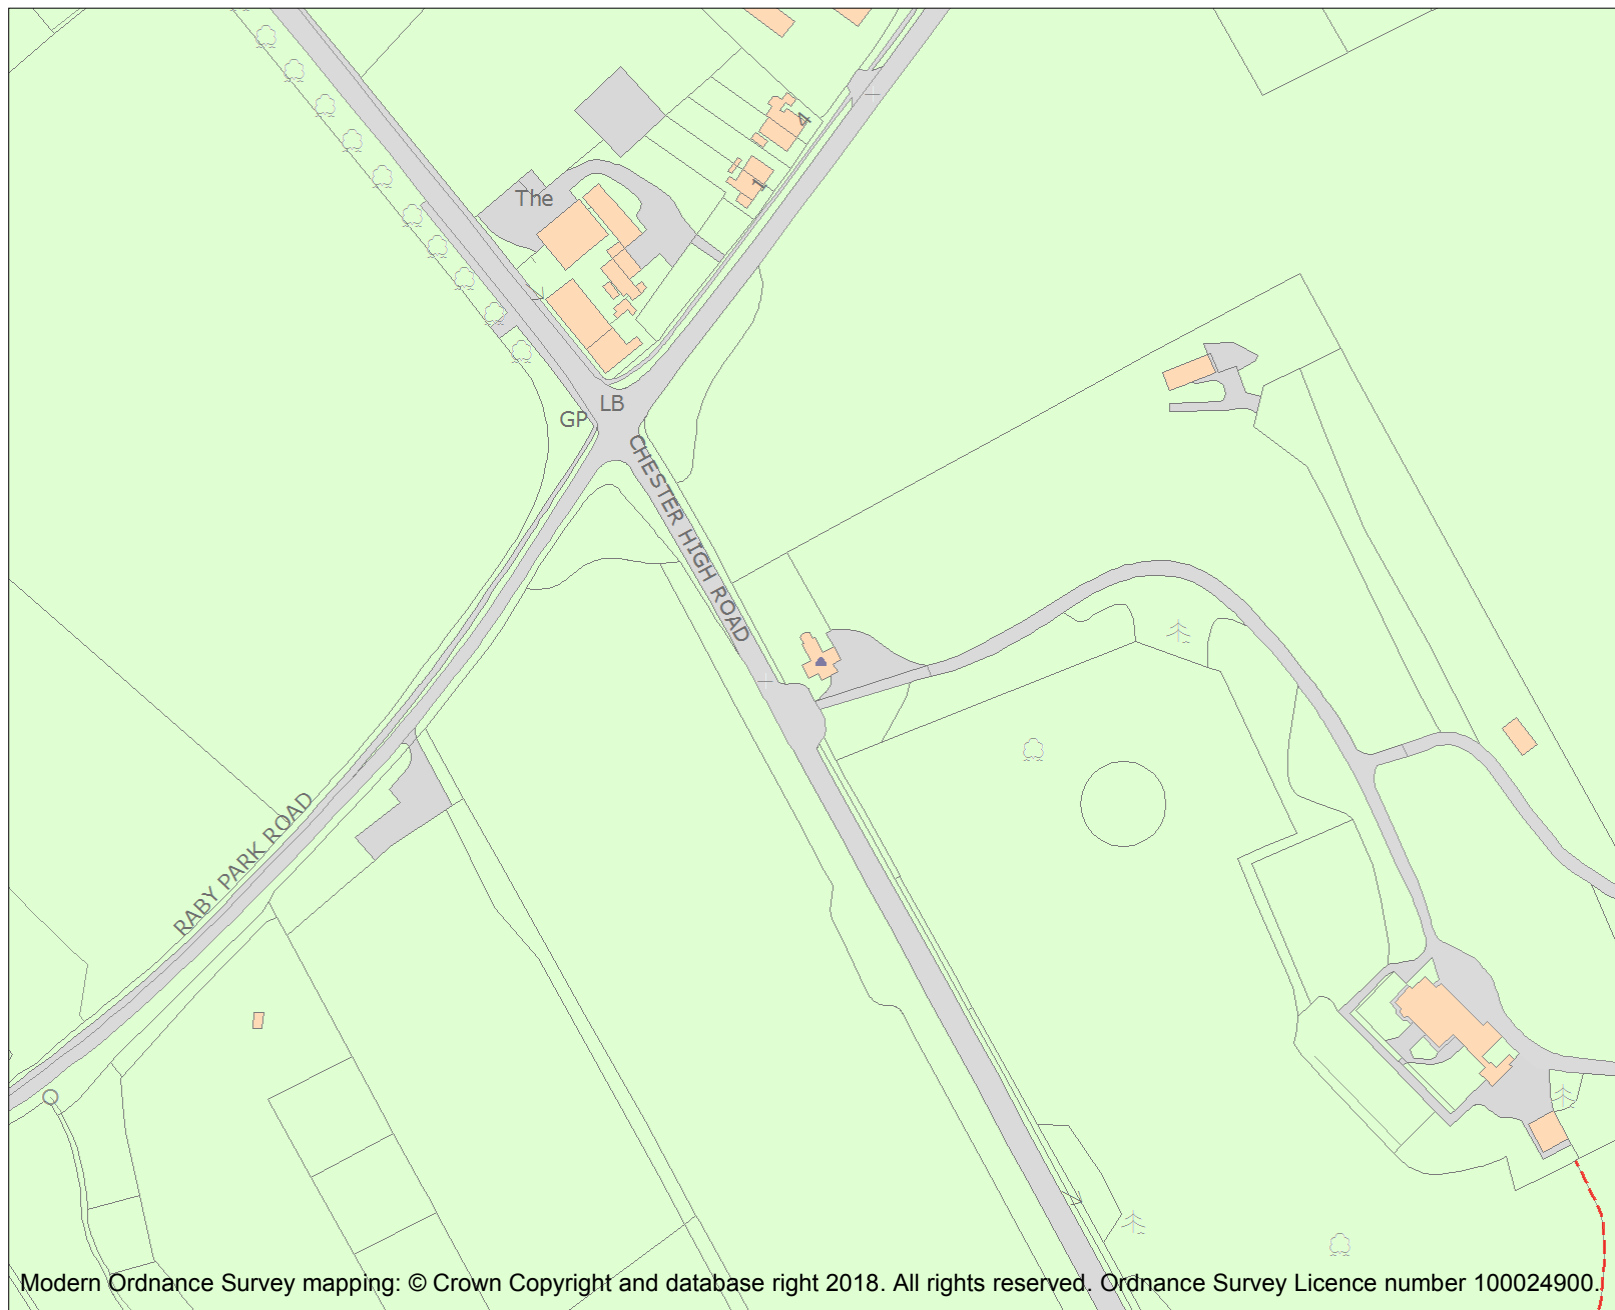 4
1
The
LB
GP
CHESTER HIGH ROAD
RABY PARK ROAD
Modern Ordnance Survey mapping: © Crown Copyright and database right 2018. All rights reserved. Ordnance Survey Licence number 100024900.